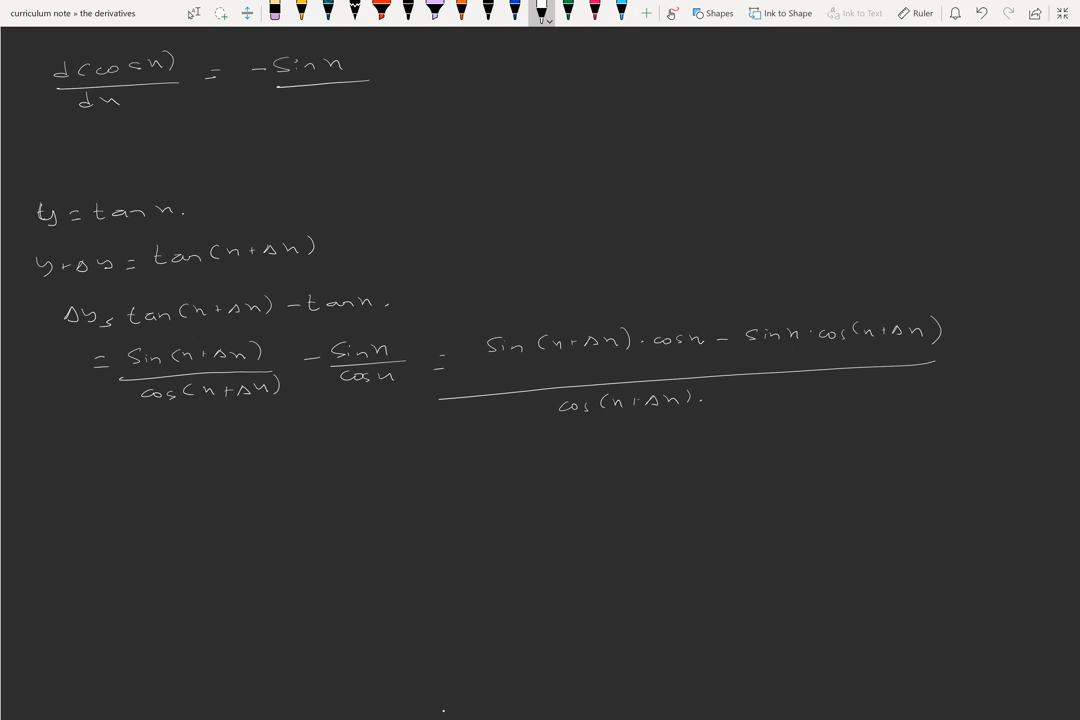 curriculum note » the derivatives
Shapes Ink to Shape Ink to Text Ruler
d(cos x)/dx = - Sin x
y = tan x.
y + Δy = tan(x + Δx)
Δy = tan(x + Δx) - tan x.
= Sin(x + Δx)/cos(x + Δx) - Sin x/cos x = Sin (x + Δx) · cos x - sin x · cos(x + Δx)/cos(x + Δx).